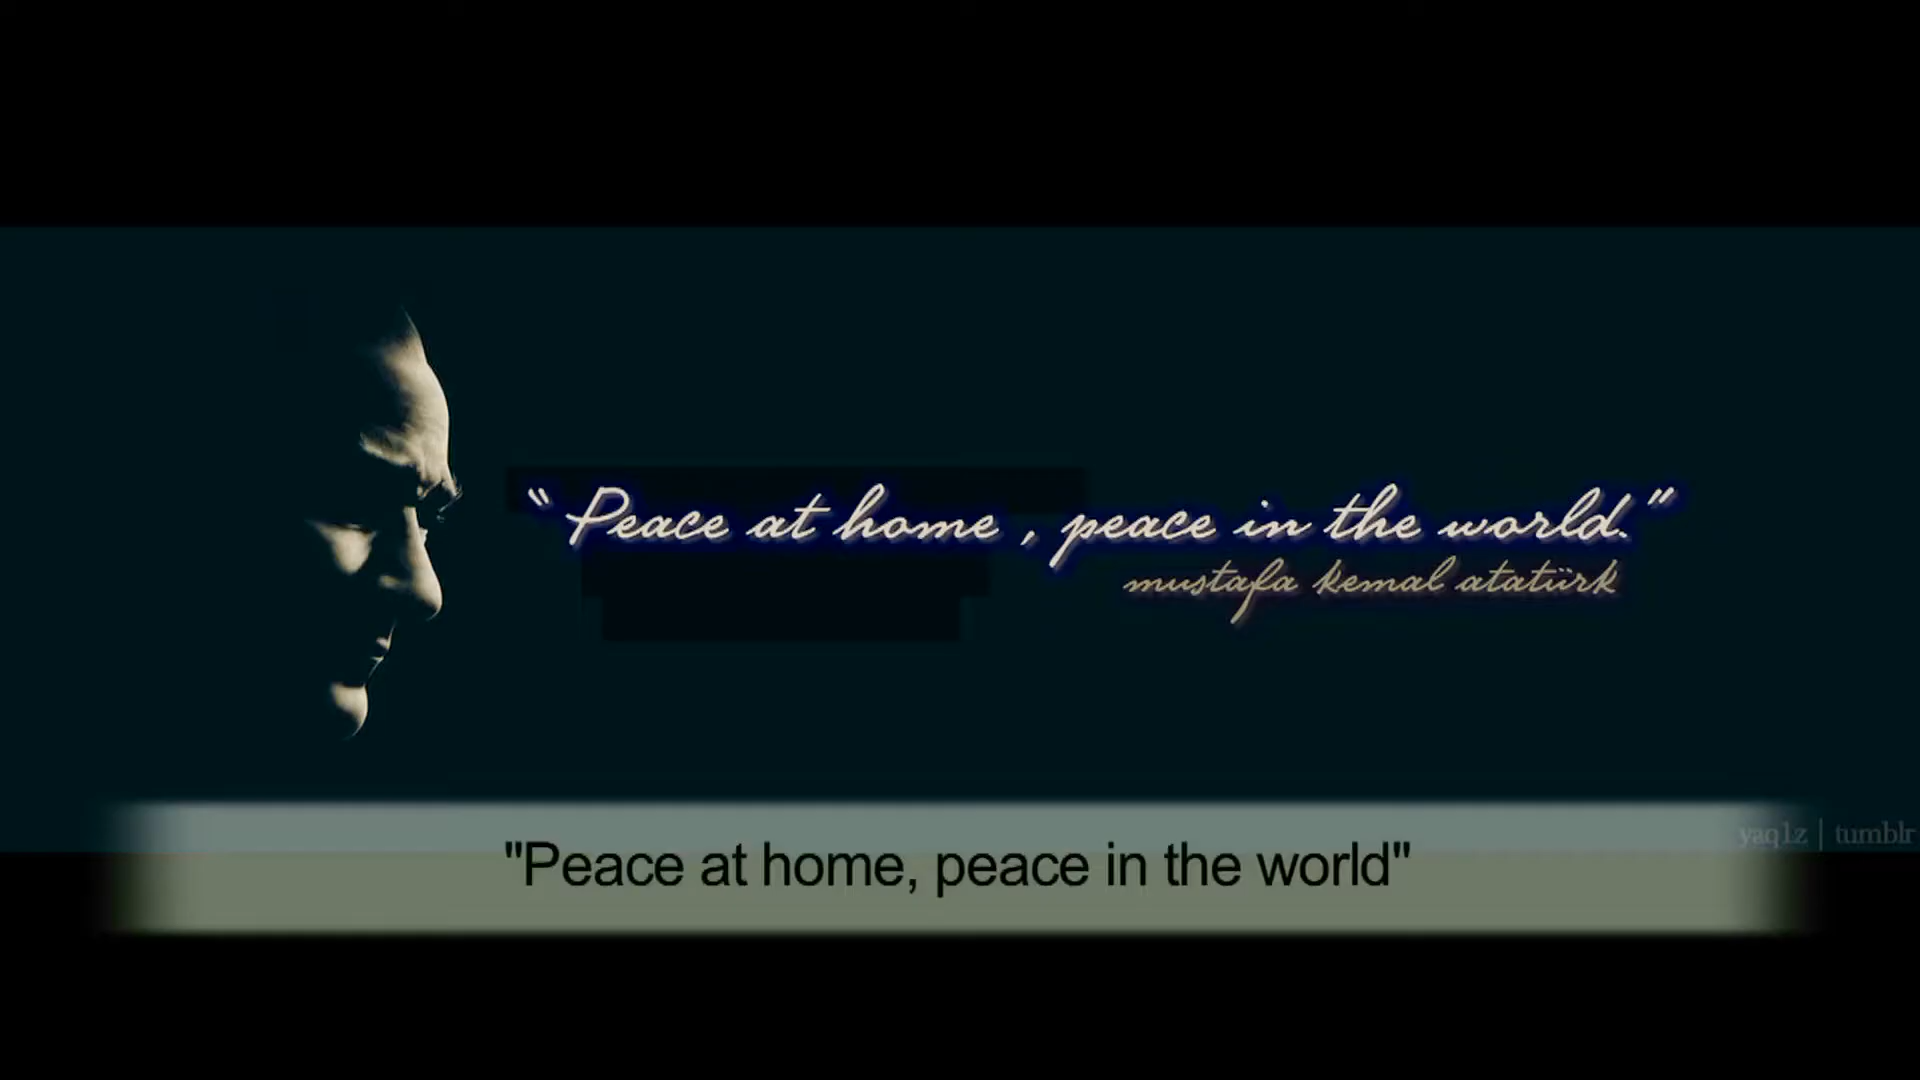 “Peace at home , peace in the world.”
mustafa kemal atatürk
yaq1z | tumblr
"Peace at home, peace in the world"